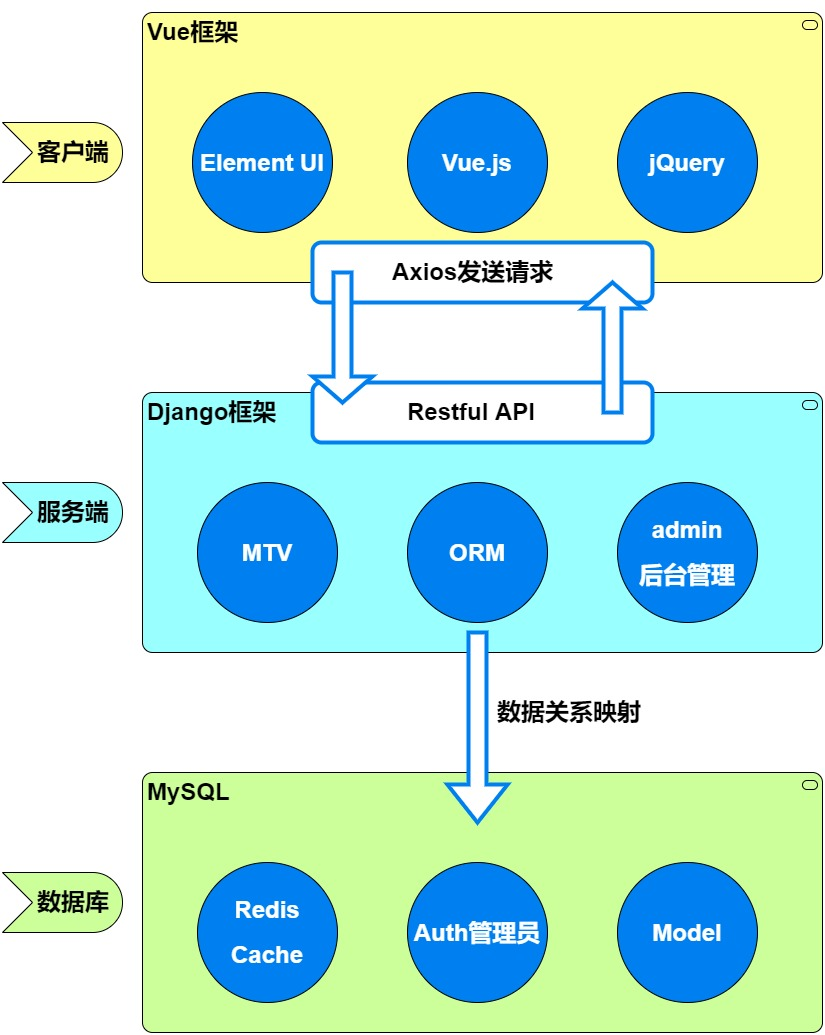 Vue框架
客户端
Element UI
Vue.js
jQuery
Axios发送请求
Django框架
Restful API
服务端
MTV
ORM
admin
后台管理
数据关系映射
MySQL
数据库
Redis
Cache
Auth管理员
Model